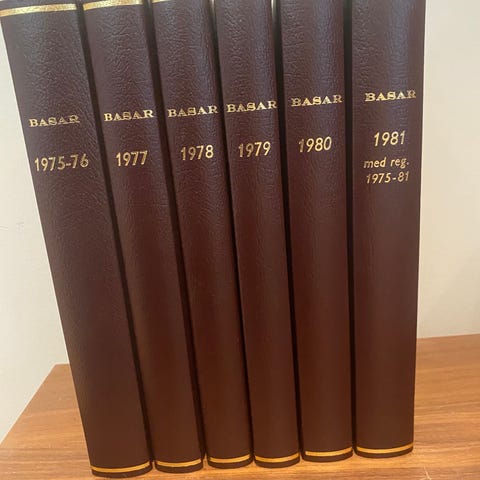 BASAR
1975-76
BASAR
1977
BASAR
1978
BASAR
1979
BASAR
1980
BASAR
1981
med reg.
1975-81